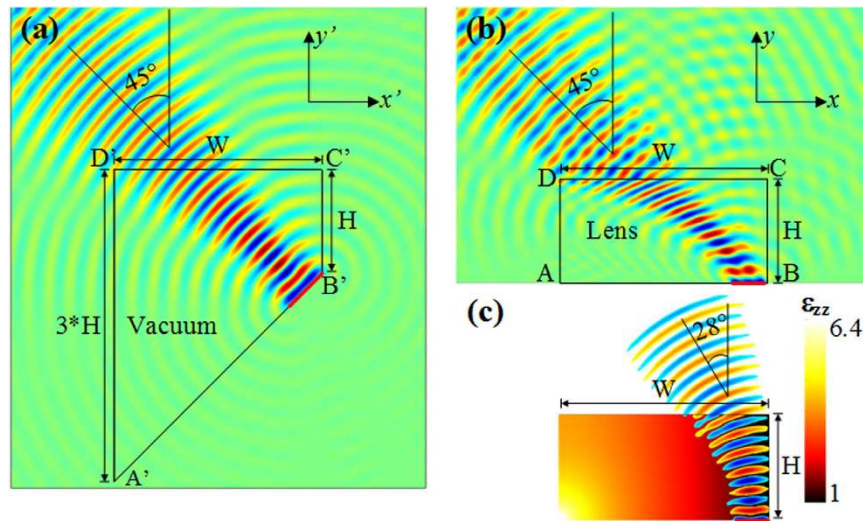 (a)
y’
45°
x’
D’
W
C’
H
B’
3*H
Vacuum
A’
(b)
y
45°
x
W
D
C
Lens
H
A
B
(c)
εzz
28°
6.4
W
H
1